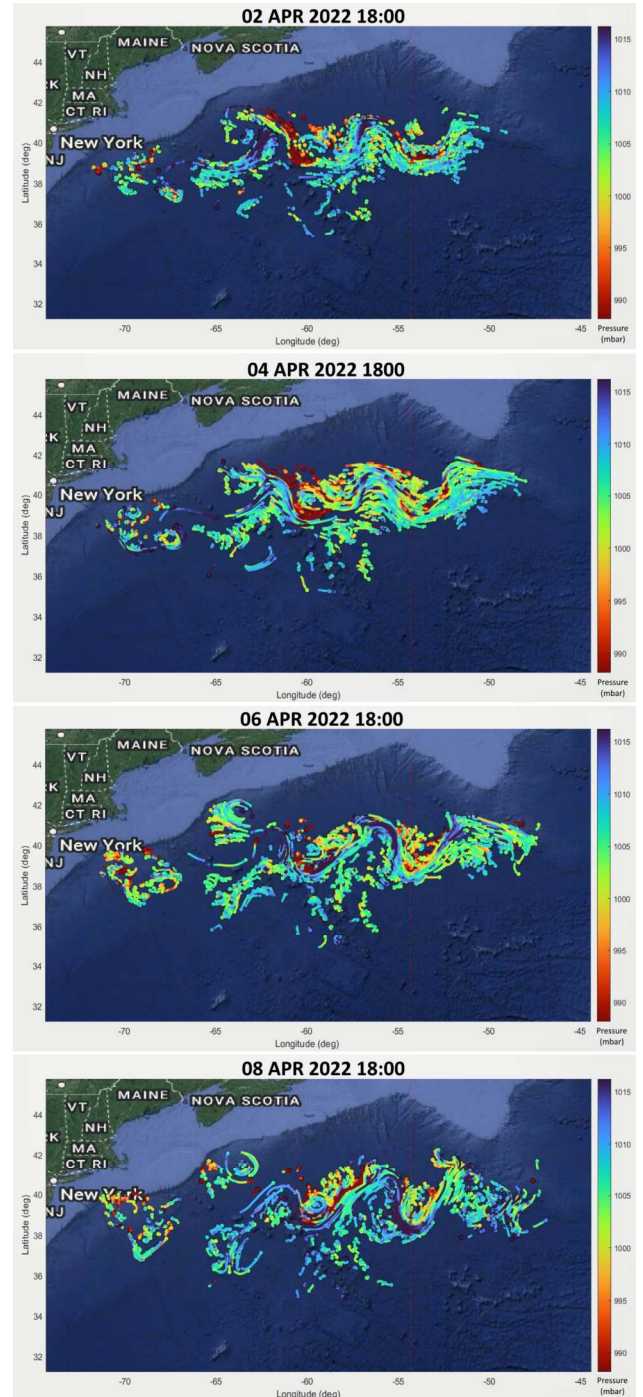 02 APR 2022 18:00
MAINE
VT
NOVA SCOTIA
NH
CK
MA
CT RI
New York
NJ
44
42
40
38
36
34
32
Latitude (deg)
-70
-65
-60
-55
-50
-45
Longitude (deg)
1015
1010
1005
1000
995
990
Pressure
(mbar)
04 APR 2022 1800
MAINE
VT
NOVA SCOTIA
NH
CK
MA
CT RI
New York
NJ
44
42
40
38
36
34
32
Latitude (deg)
-70
-65
-60
-55
-50
-45
Longitude (deg)
1015
1010
1005
1000
995
990
Pressure
(mbar)
06 APR 2022 18:00
MAINE
VT
NOVA SCOTIA
NH
CK
MA
CT RI
New York
NJ
44
42
40
38
36
34
32
Latitude (deg)
-70
-65
-60
-55
-50
-45
Longitude (deg)
1015
1010
1005
1000
995
990
Pressure
(mbar)
08 APR 2022 18:00
MAINE
VT
NOVA SCOTIA
NH
CK
MA
CT RI
New York
NJ
44
42
40
38
36
34
32
Latitude (deg)
-70
-65
-60
-55
-50
-45
Longitude (deg)
1015
1010
1005
1000
995
990
Pressure
(mbar)